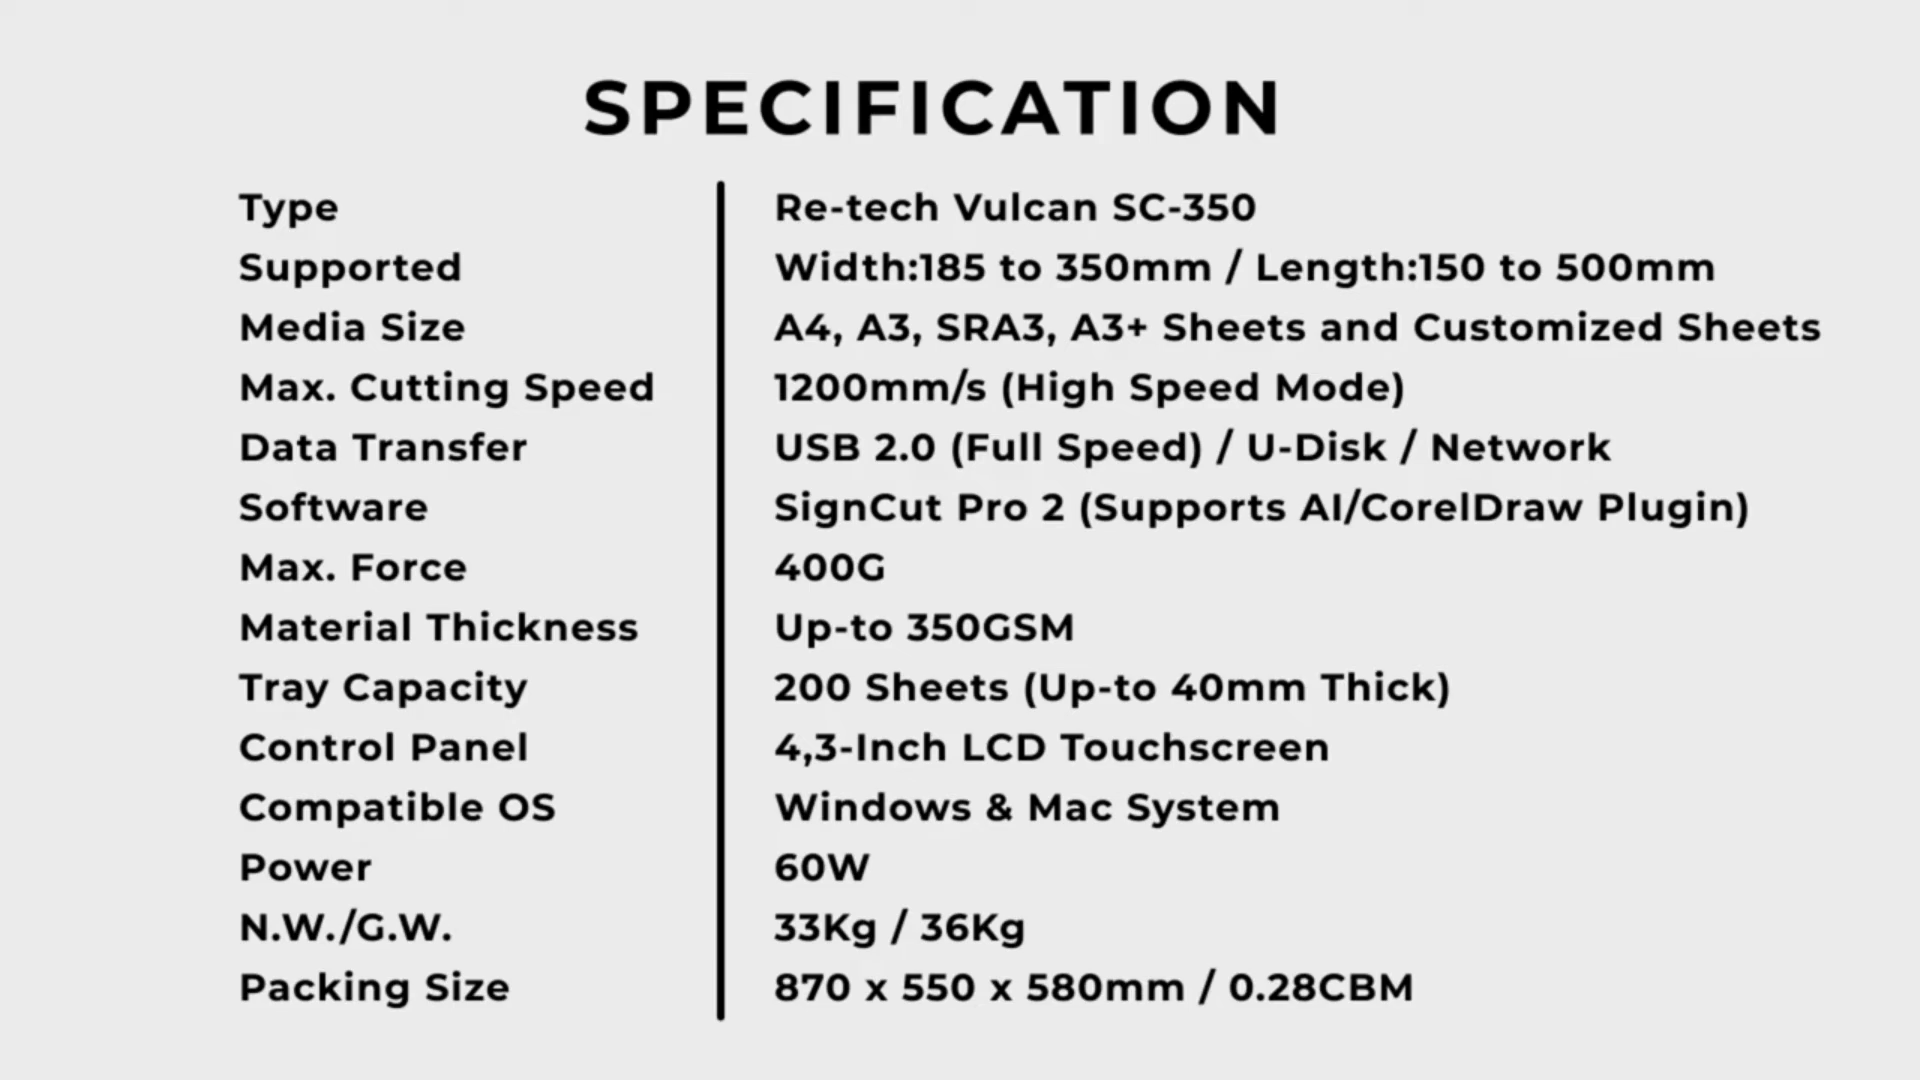 SPECIFICATION
Type Re-tech Vulcan SC-350
Supported Width:185 to 350mm / Length:150 to 500mm
Media Size A4, A3, SRA3, A3+ Sheets and Customized Sheets
Max. Cutting Speed 1200mm/s (High Speed Mode)
Data Transfer USB 2.0 (Full Speed) / U-Disk / Network
Software SignCut Pro 2 (Supports AI/CorelDraw Plugin)
Max. Force 400G
Material Thickness Up-to 350GSM
Tray Capacity 200 Sheets (Up-to 40mm Thick)
Control Panel 4,3-Inch LCD Touchscreen
Compatible OS Windows & Mac System
Power 60W
N.W./G.W. 33Kg / 36Kg
Packing Size 870 x 550 x 580mm / 0.28CBM